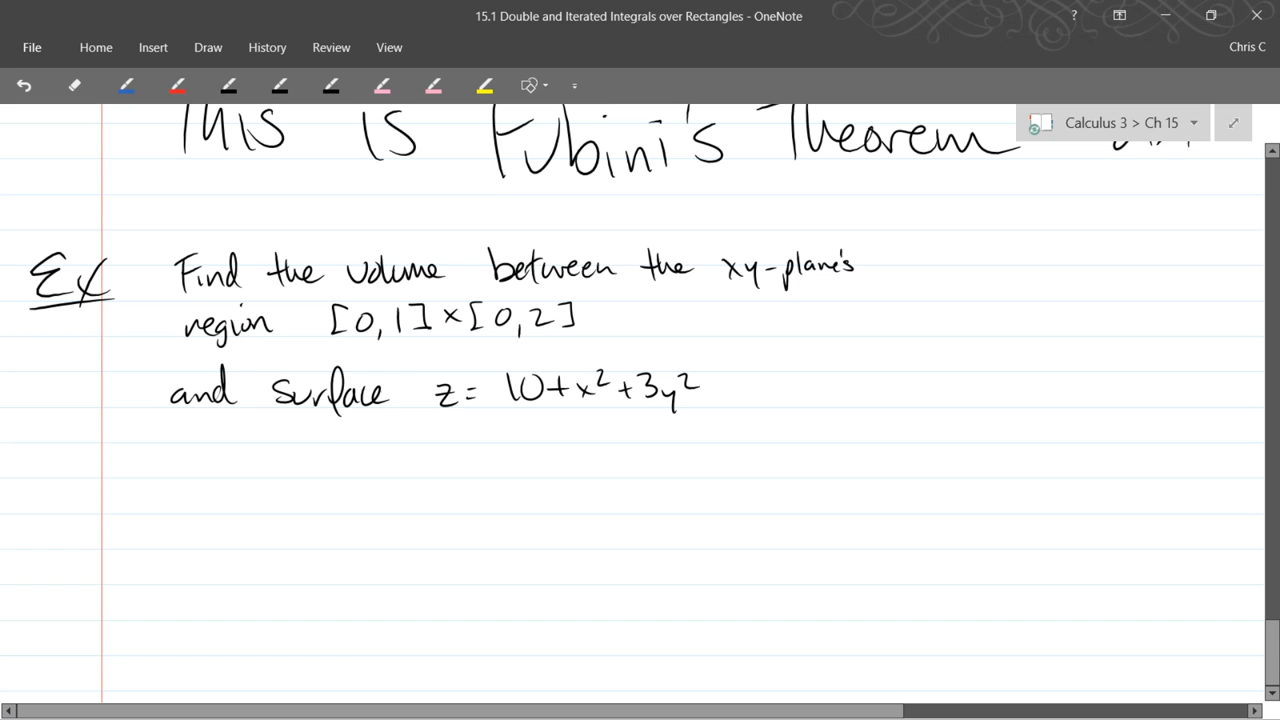 15.1 Double and Iterated Integrals over Rectangles - OneNote
?
File Home Insert Draw History Review View
Chris C
Calculus 3 > Ch 15
This is Fubini's Theorem
Ex Find the volume between the xy-plane's
region [0,1]×[0,2]
and surface z= 10+x²+3y²